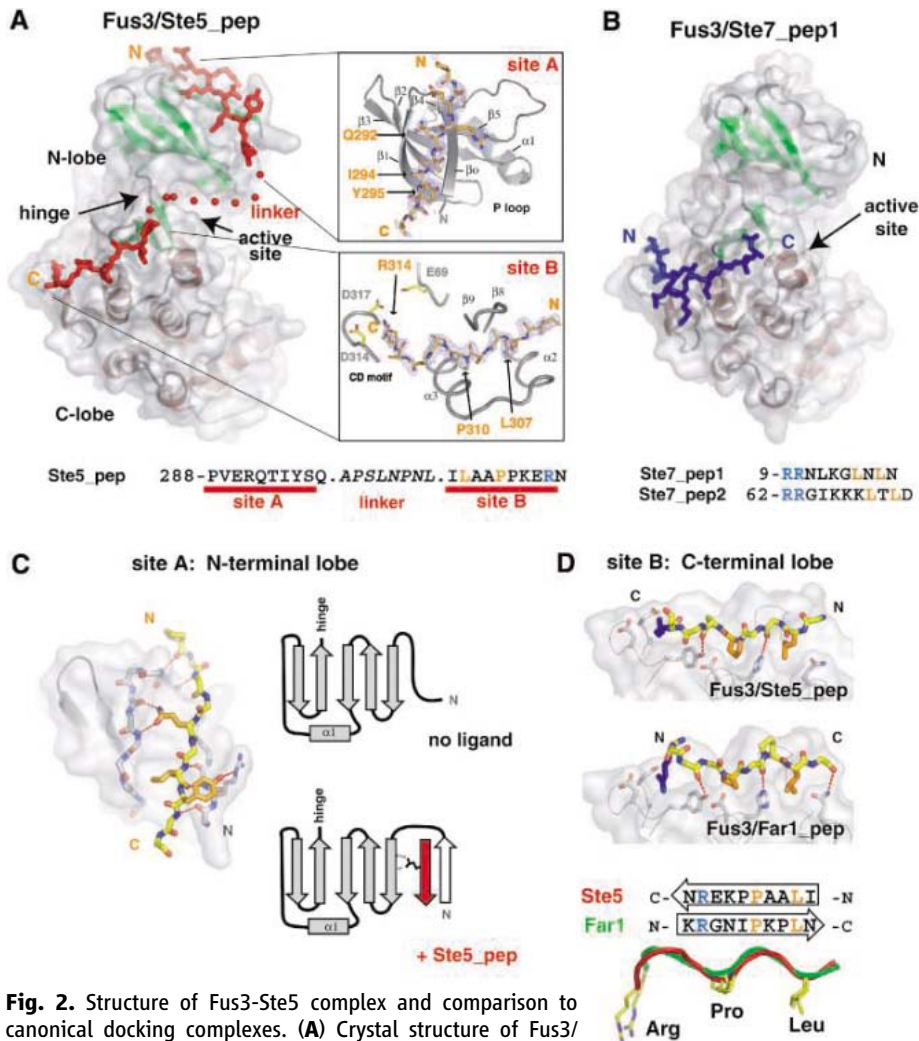 A
Fus3/Ste5_pep
N
N-lobe
hinge
linker
active
site
C
C-lobe
site A
N
β2
β4
β3
β5
Q292
α1
β1
I294
β0
Y295
N
P loop
C
site B
R314
E69
D317
β9
β8
N
C
D314
α2
CD motif
α3
P310
L307
Ste5_pep 288-PVERQTIYSQ.APSLNPNL.ILAAPPKERN
site A linker site B
B
Fus3/Ste7_pep1
N
active
site
N
C
Ste7_pep1 9-RRNLKGLNLN
Ste7_pep2 62-RRGIKKKLTLD
C
site A: N-terminal lobe
N
N
C
hinge
N
α1
no ligand
hinge
N
α1
+ Ste5_pep
D
site B: C-terminal lobe
C
N
Fus3/Ste5_pep
N
C
Fus3/Far1_pep
Ste5 C- NREKPPAALI -N
Far1 N- KRGNIPKPLN -C
Arg
Pro
Leu
Fig. 2. Structure of Fus3-Ste5 complex and comparison to
canonical docking complexes. (A) Crystal structure of Fus3/